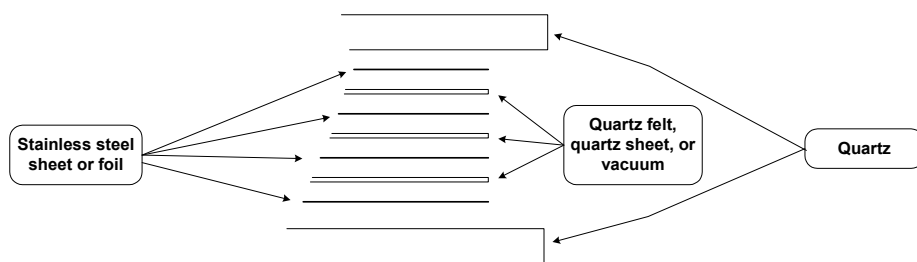 Stainless steel
sheet or foil
Quartz felt,
quartz sheet, or
vacuum
Quartz